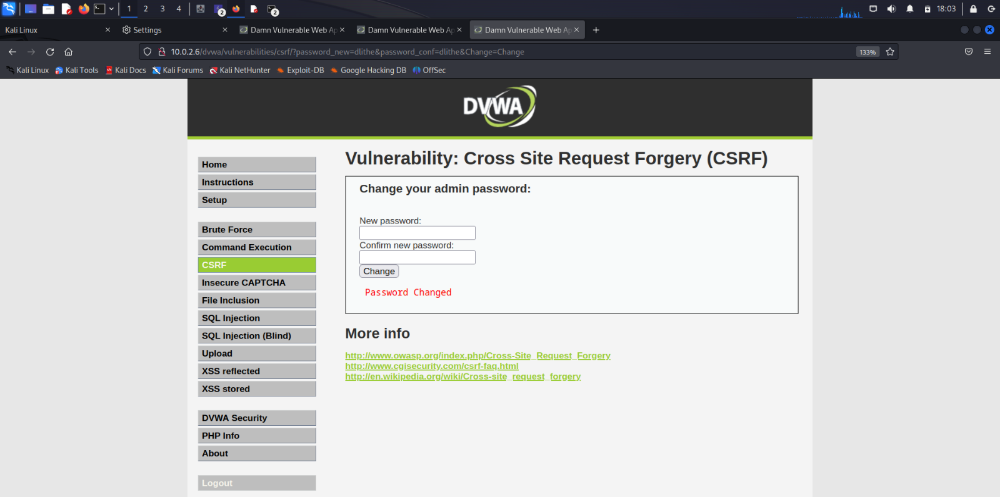 1 2 3 4 2 2 18:03
Kali Linux Settings Damn Vulnerable Web Ap Damn Vulnerable Web Ap Damn Vulnerable Web Ap
10.0.2.6/dvwa/vulnerabilities/csrf/?password_new=dlithe&password_conf=dlithe&Change=Change 133%
Kali Linux Kali Tools Kali Docs Kali Forums Kali NetHunter Exploit-DB Google Hacking DB OffSec
DVWA
Vulnerability: Cross Site Request Forgery (CSRF)
Home
Instructions
Setup
Brute Force
Command Execution
CSRF
Insecure CAPTCHA
File Inclusion
SQL Injection
SQL Injection (Blind)
Upload
XSS reflected
XSS stored
DVWA Security
PHP Info
About
Logout
Change your admin password:
New password:
Confirm new password:
Change
Password Changed
More info
http://www.owasp.org/index.php/Cross-Site_Request_Forgery
http://www.cgisecurity.com/csrf-faq.html
http://en.wikipedia.org/wiki/Cross-site_request_forgery